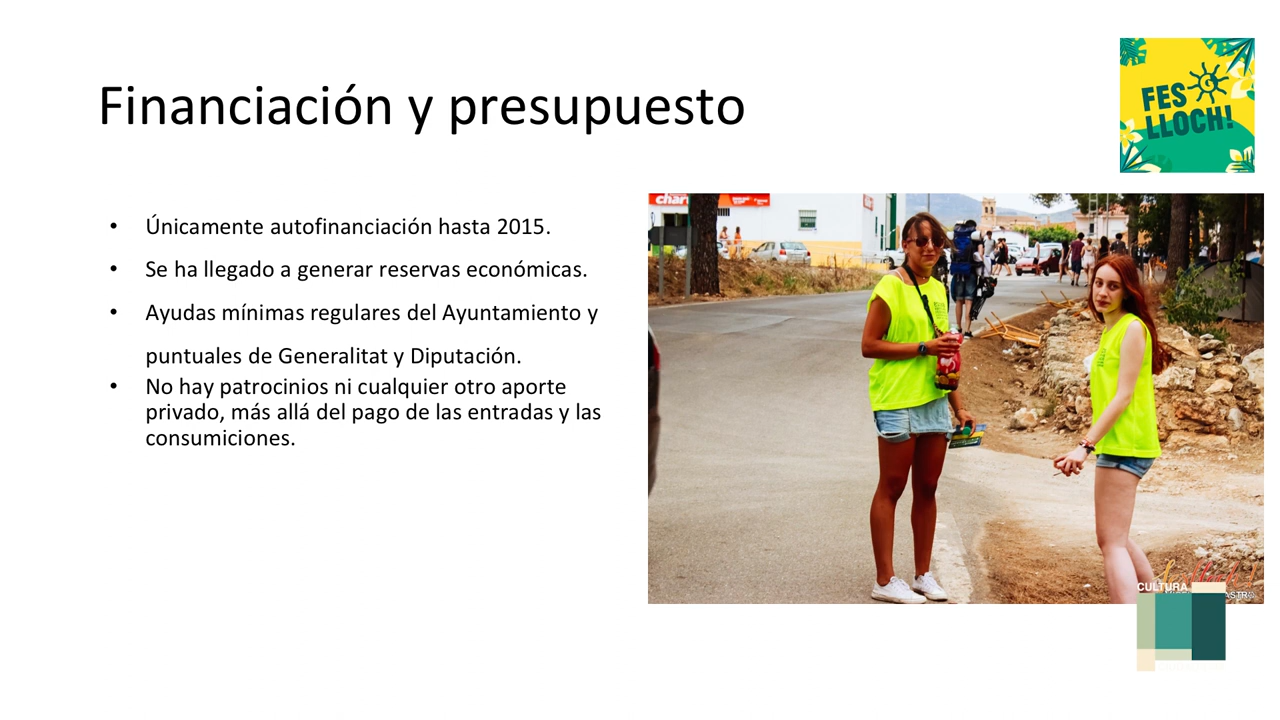 Financiación y presupuesto
FES
LLOCH!
• Únicamente autofinanciación hasta 2015.
• Se ha llegado a generar reservas económicas.
• Ayudas mínimas regulares del Ayuntamiento y
puntuales de Generalitat y Diputación.
• No hay patrocinios ni cualquier otro aporte
privado, más allá del pago de las entradas y las
consumiciones.
CULTURA